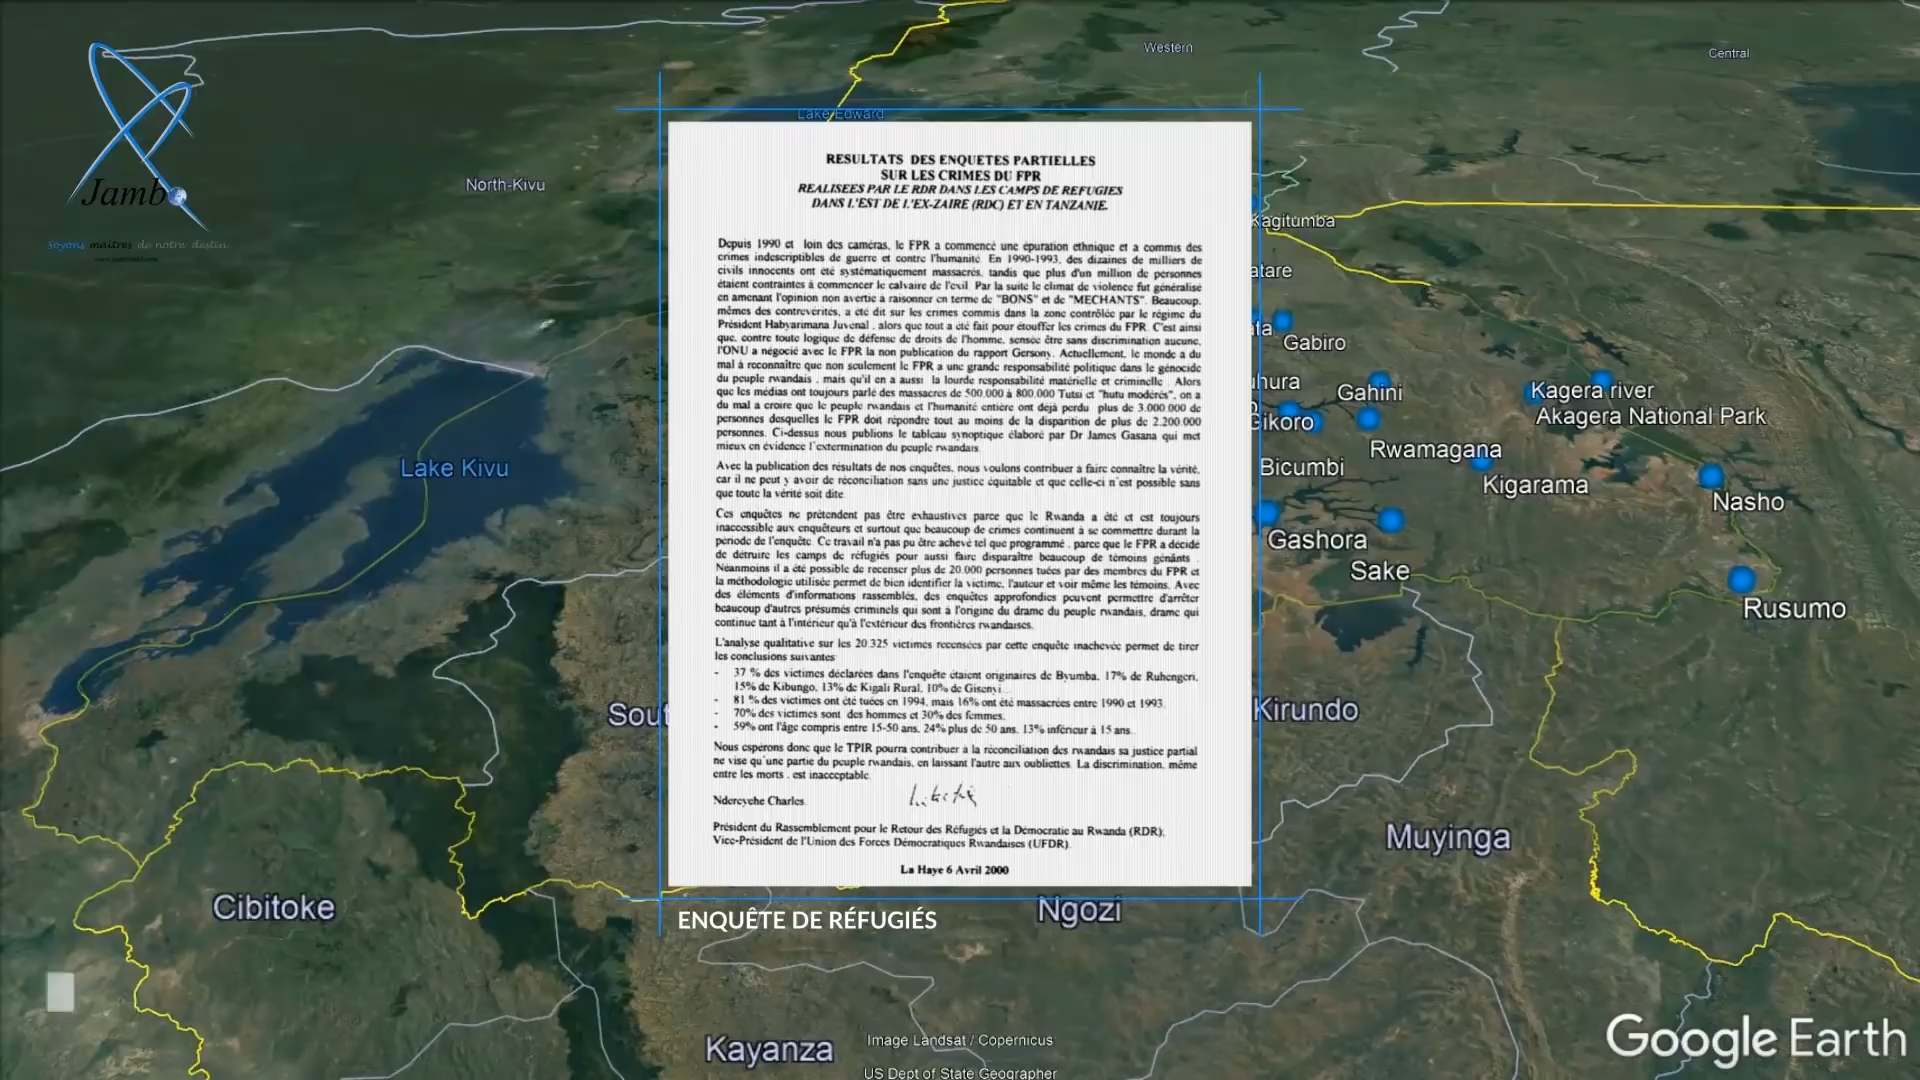 Western
Central
Lake Edward
Jamb
Soyons maîtres de notre destin
North-Kivu
RESULTATS DES ENQUETES PARTIELLES
SUR LES CRIMES DU FPR
REALISEES PAR LE RDR DANS LES CAMPS DE REFUGIES
DANS L'EST DE L'EX-ZAIRE (RDC) ET EN TANZANIE.
Depuis 1990 et loin des caméras, le FPR a commencé une épuration ethnique et a commis des
crimes indescriptibles de guerre et contre l'humanité. En 1990-1993, des dizaines de milliers de
civils innocents ont été systématiquement massacrés, tandis que plus d'un million de personnes
étaient contraintes à commencer le calvaire de l'exil. Par la suite le climat de violence fut généralisé
en amenant l'opinion non avertie à raisonner en terme de "BONS" et de "MECHANTS". Beaucoup,
mêmes des contrevérités, a été dit sur les crimes commis dans la zone contrôlée par le régime du
Président Habyarimana Juvenal , alors que tout a été fait pour étouffer les crimes du FPR. C'est ainsi
que, contre toute logique de défense de droits de l'homme, sensée être sans discrimination aucune,
l'ONU a négocié avec le FPR la non publication du rapport Gersony. Actuellement, le monde a du
mal à reconnaître que non seulement le FPR a une grande responsabilité politique dans le génocide
du peuple rwandais , mais qu'il en a aussi la lourde responsabilité matérielle et criminelle . Alors
que les médias ont toujours parlé des massacres de 500.000 à 800.000 Tutsi et "hutu modérés", on a
du mal a croire que le peuple rwandais et l'humanité entière ont déjà perdu plus de 3.000.000 de
personnes desquelles le FPR doit répondre tout au moins de la disparition de plus de 2.200.000
personnes. Ci-dessus nous publions le tableau synoptique élaboré par Dr James Gasana qui met
mieux en évidence l'extermination du peuple rwandais.
Avec la publication des résultats de nos enquêtes, nous voulons contribuer a faire connaître la vérité,
car il ne peut y avoir de réconciliation sans une justice équitable et que celle-ci n'est possible sans
que toute la vérité soit dite.
Ces enquêtes ne prétendent pas être exhaustives parce que le Rwanda a été et est toujours
inaccessible aux enquêteurs et surtout que beaucoup de crimes continuent à se commettre durant la
période de l'enquête. Ce travail n'a pas pu être achevé tel que programmé , parce que le FPR a décidé
de détruire les camps de réfugiés pour aussi faire disparaître beaucoup de témoins gênants .
Néanmoins il a été possible de recenser plus de 20.000 personnes tuées par des membres du FPR et
la méthodologie utilisée permet de bien identifier la victime, l'auteur et voir même les témoins. Avec
des éléments d'informations rassemblés, des enquêtes approfondies peuvent permettre d'arrêter
beaucoup d'autres présumés criminels qui sont à l'origine du drame du peuple rwandais, drame qui
continue tant à l'intérieur qu'à l'extérieur des frontières rwandaises.
L'analyse qualitative sur les 20.325 victimes recensées par cette enquête inachevée permet de tirer
les conclusions suivantes:
- 37 % des victimes déclarées dans l'enquête étaient originaires de Byumba, 17% de Ruhengeri,
15% de Kibungo, 13% de Kigali Rural, 10% de Gisenyi...
- 81 % des victimes ont été tuées en 1994, mais 16% ont été massacrées entre 1990 et 1993.
- 70% des victimes sont des hommes et 30% des femmes.
- 59% ont l'âge compris entre 15-50 ans, 24% plus de 50 ans, 13% inférieur à 15 ans..
Nous espérons donc que le TPIR pourra contribuer à la réconciliation des rwandais sa justice partial
ne vise qu'une partie du peuple rwandais, en laissant l'autre aux oubliettes. La discrimination, même
entre les morts , est inacceptable.
Ndereyehe Charles.
Président du Rassemblement pour le Retour des Réfugiés et la Démocratie au Rwanda (RDR),
Vice-Président de l'Union des Forces Démocratiques Rwandaises (UFDR).
La Haye 6 Avril 2000
ENQUÊTE DE RÉFUGIÉS
Kagitumba
atare
Gabiro
Gahini
Kagera river
Akagera National Park
Gikoro
Rwamagana
Bicumbi
Kigarama
Nasho
Gashora
Sake
Rusumo
Lake Kivu
Sout
Kirundo
Muyinga
Cibitoke
Ngozi
Kayanza
Image Landsat / Copernicus
US Dept of State Geographer
Google Earth